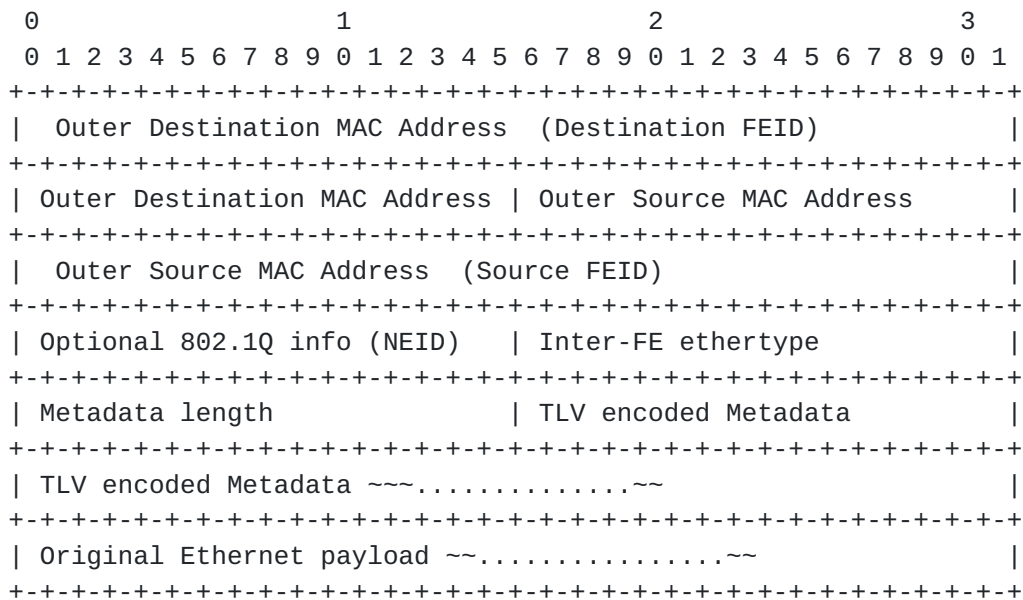 0                   1                   2                   3
 0 1 2 3 4 5 6 7 8 9 0 1 2 3 4 5 6 7 8 9 0 1 2 3 4 5 6 7 8 9 0 1
+-+-+-+-+-+-+-+-+-+-+-+-+-+-+-+-+-+-+-+-+-+-+-+-+-+-+-+-+-+-+-+-+
|  Outer Destination MAC Address  (Destination FEID)            |
+-+-+-+-+-+-+-+-+-+-+-+-+-+-+-+-+-+-+-+-+-+-+-+-+-+-+-+-+-+-+-+-+
| Outer Destination MAC Address | Outer Source MAC Address      |
+-+-+-+-+-+-+-+-+-+-+-+-+-+-+-+-+-+-+-+-+-+-+-+-+-+-+-+-+-+-+-+-+
|  Outer Source MAC Address  (Source FEID)                      |
+-+-+-+-+-+-+-+-+-+-+-+-+-+-+-+-+-+-+-+-+-+-+-+-+-+-+-+-+-+-+-+-+
| Optional 802.1Q info (NEID)   | Inter-FE ethertype            |
+-+-+-+-+-+-+-+-+-+-+-+-+-+-+-+-+-+-+-+-+-+-+-+-+-+-+-+-+-+-+-+-+
| Metadata length               | TLV encoded Metadata          |
+-+-+-+-+-+-+-+-+-+-+-+-+-+-+-+-+-+-+-+-+-+-+-+-+-+-+-+-+-+-+-+-+
| TLV encoded Metadata ~~~..............~~                      |
+-+-+-+-+-+-+-+-+-+-+-+-+-+-+-+-+-+-+-+-+-+-+-+-+-+-+-+-+-+-+-+-+
| Original Ethernet payload ~~................~~                |
+-+-+-+-+-+-+-+-+-+-+-+-+-+-+-+-+-+-+-+-+-+-+-+-+-+-+-+-+-+-+-+-+